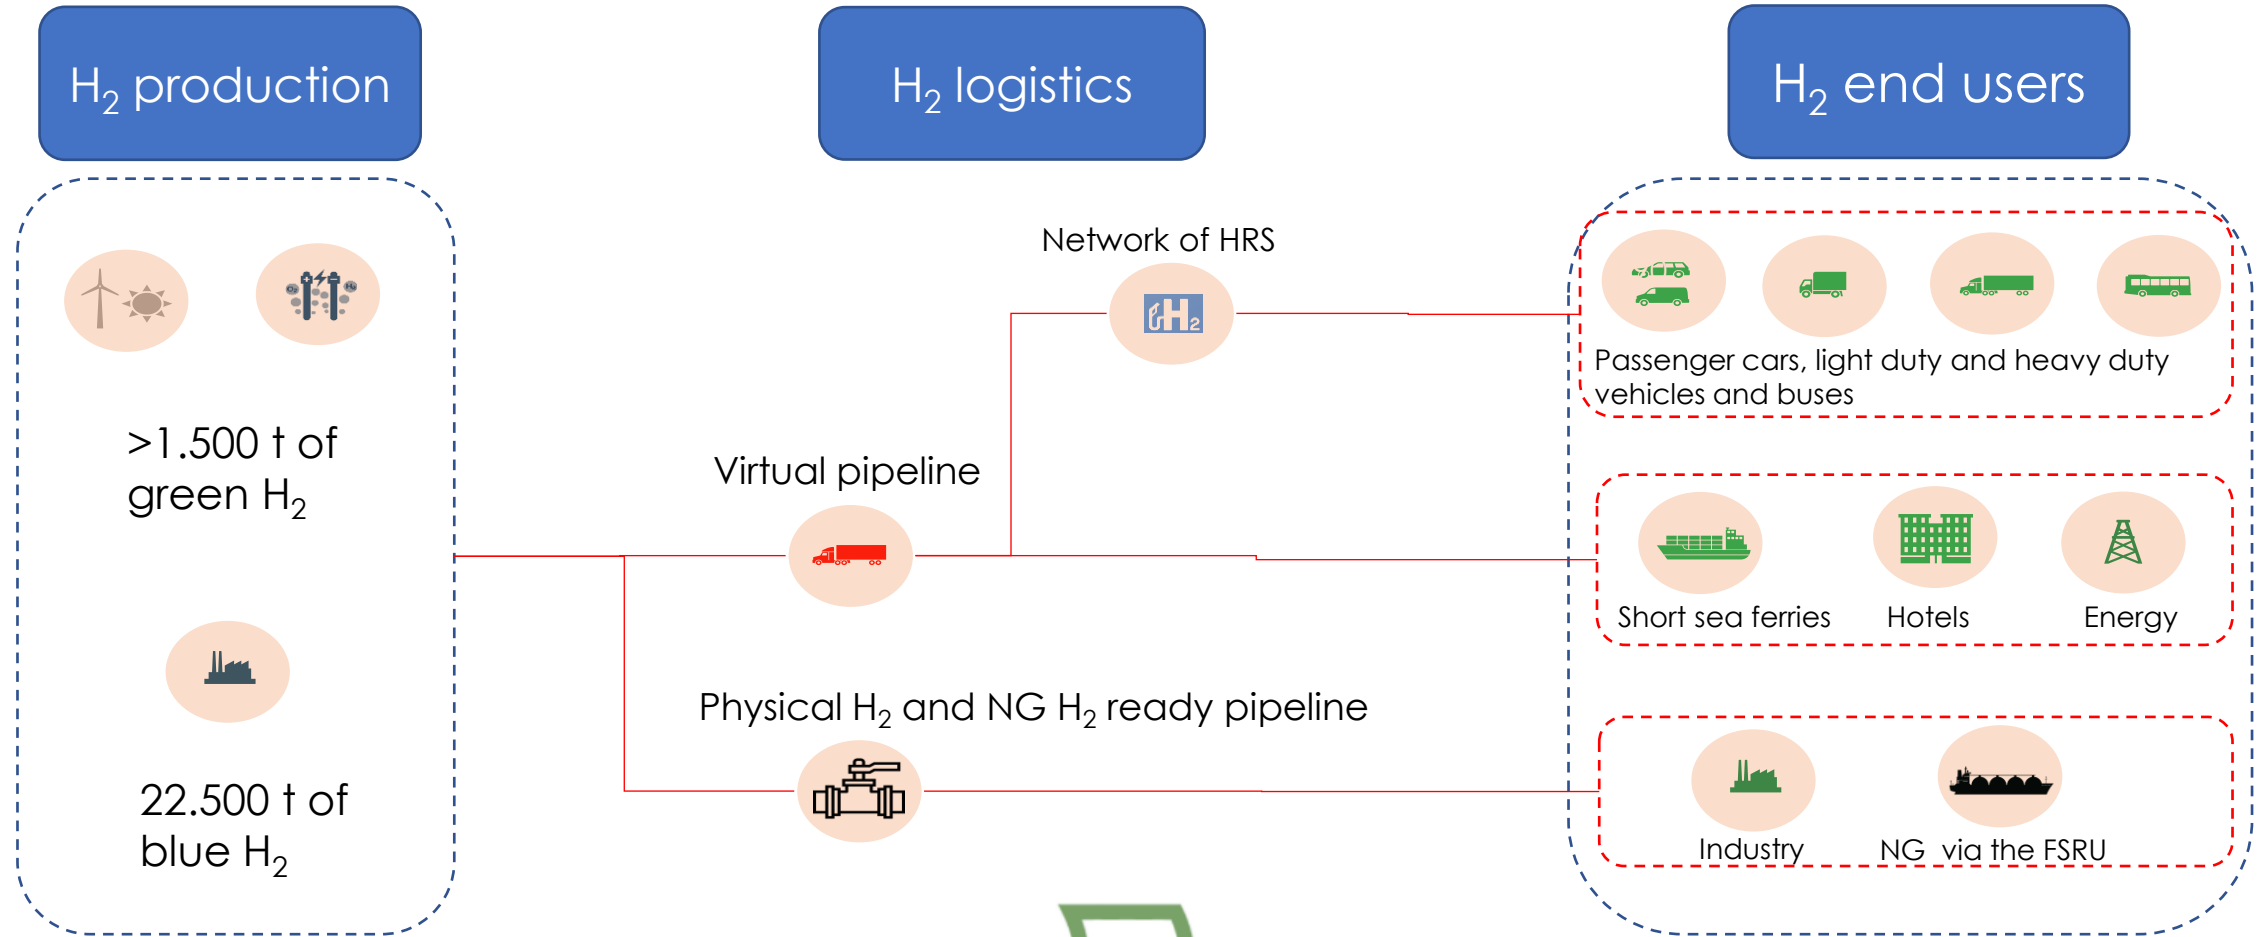 H₂ production
H₂ logistics
H₂ end users
>1.500 t of
green H₂
22.500 t of
blue H₂
Network of HRS
H₂
Virtual pipeline
Physical H₂ and NG H₂ ready pipeline
Passenger cars, light duty and heavy duty
vehicles and buses
Short sea ferries
Hotels
Energy
Industry
NG via the FSRU